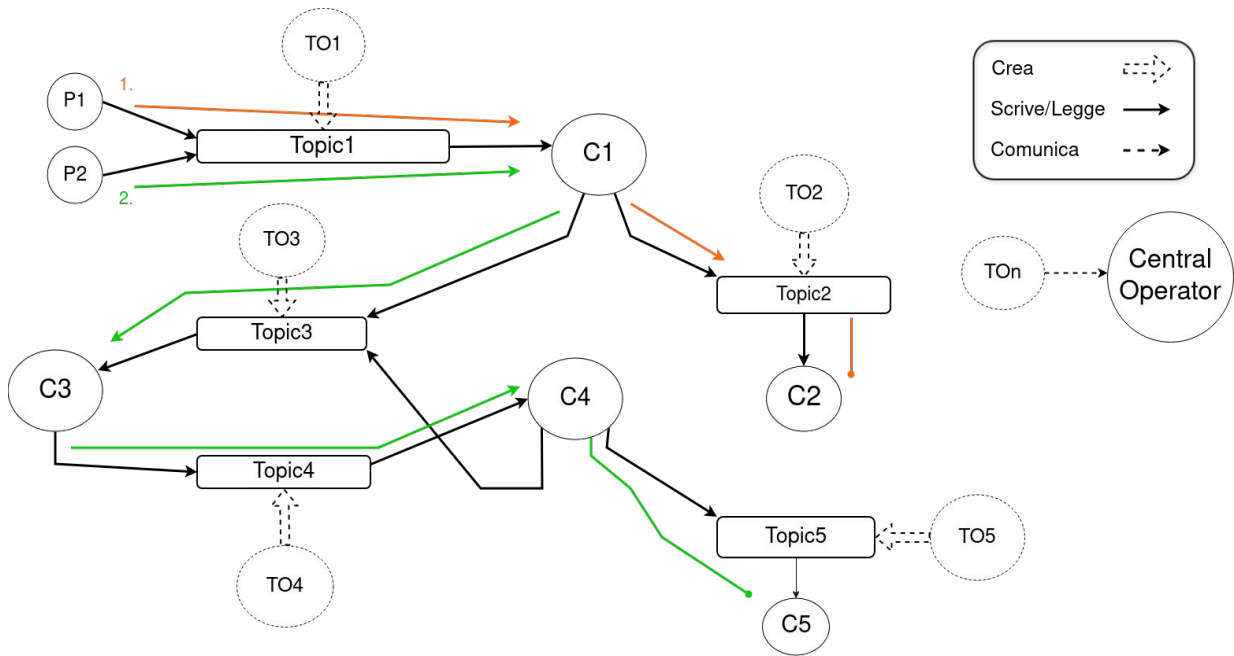 TO1
P1
1.
Topic1
C1
P2
2.
Crea
Scrive/Legge
Comunica
TO2
TO3
Topic2
TOn
Central
Operator
Topic3
C3
C4
C2
Topic4
TO4
Topic5
TO5
C5